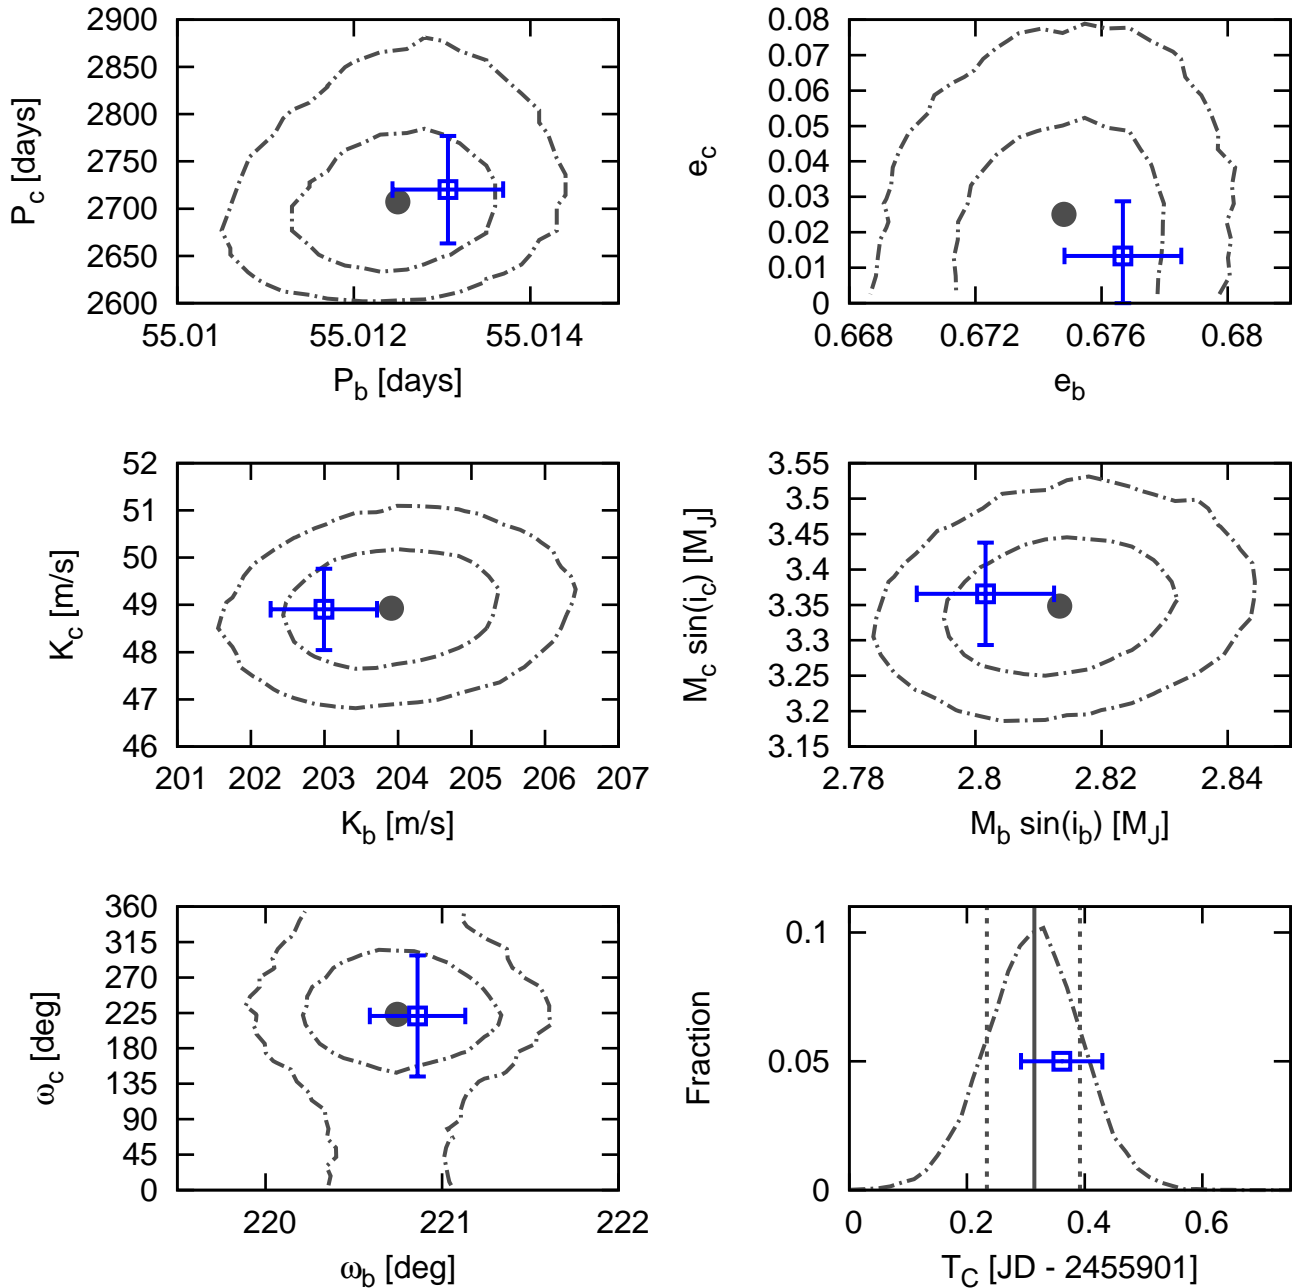 2900
2850
2800
2750
2700
2650
2600
P_c [days]
55.01 55.012 55.014
P_b [days]
0.08
0.07
0.06
0.05
0.04
0.03
0.02
0.01
0
e_c
0.668 0.672 0.676 0.68
e_b
52
51
50
49
48
47
46
K_c [m/s]
201 202 203 204 205 206 207
K_b [m/s]
3.55
3.5
3.45
3.4
3.35
3.3
3.25
3.2
3.15
M_c sin(i_c) [M_J]
2.78 2.8 2.82 2.84
M_b sin(i_b) [M_J]
360
315
270
225
180
135
90
45
0
ω_c [deg]
220 221 222
ω_b [deg]
0.1
0.05
0
Fraction
0 0.2 0.4 0.6
T_C [JD - 2455901]